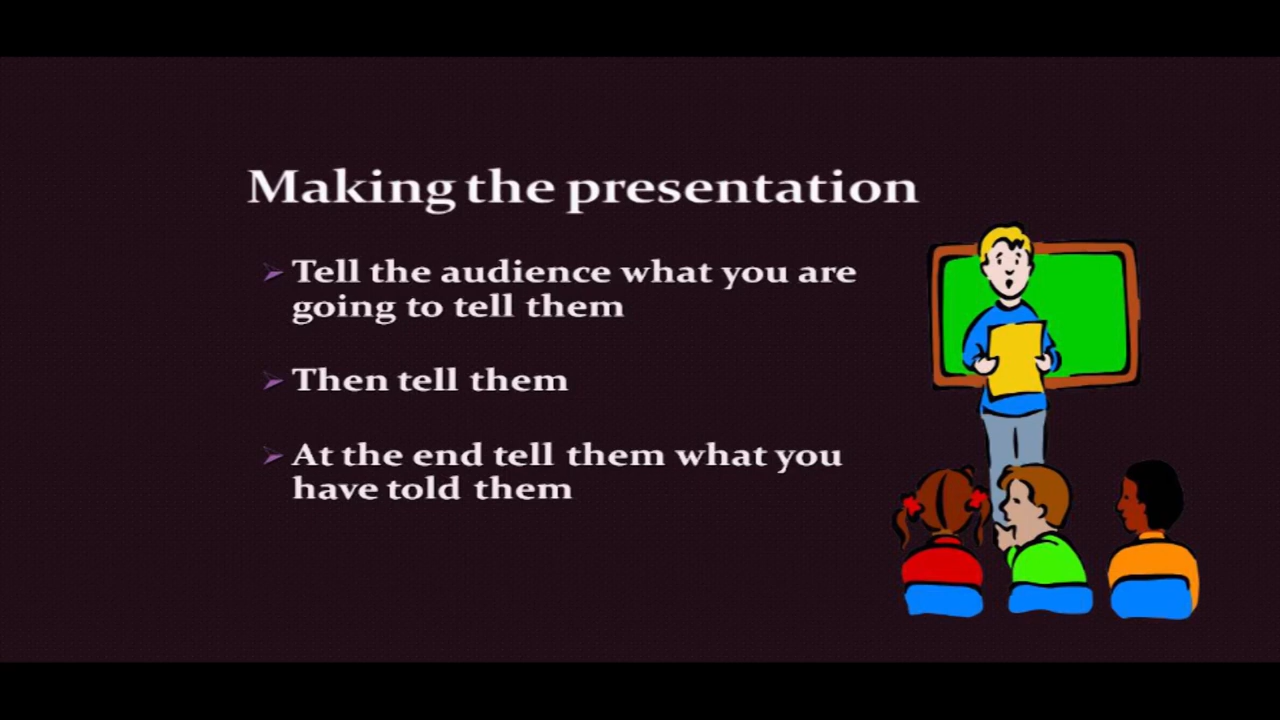 Making the presentation
Tell the audience what you are
going to tell them
Then tell them
At the end tell them what you
have told them